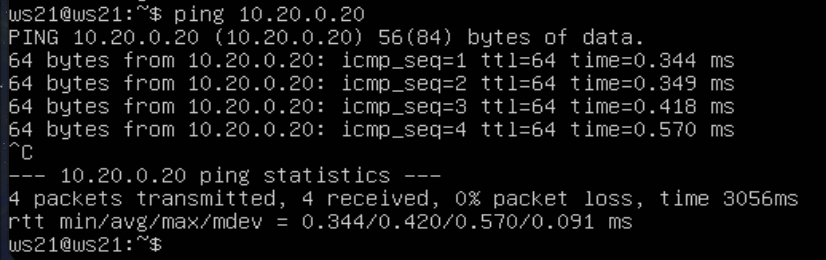 ws21@ws21:~$ ping 10.20.0.20
PING 10.20.0.20 (10.20.0.20) 56(84) bytes of data.
64 bytes from 10.20.0.20: icmp_seq=1 ttl=64 time=0.344 ms
64 bytes from 10.20.0.20: icmp_seq=2 ttl=64 time=0.349 ms
64 bytes from 10.20.0.20: icmp_seq=3 ttl=64 time=0.418 ms
64 bytes from 10.20.0.20: icmp_seq=4 ttl=64 time=0.570 ms
^C
--- 10.20.0.20 ping statistics ---
4 packets transmitted, 4 received, 0% packet loss, time 3056ms
rtt min/avg/max/mdev = 0.344/0.420/0.570/0.091 ms
ws21@ws21:~$